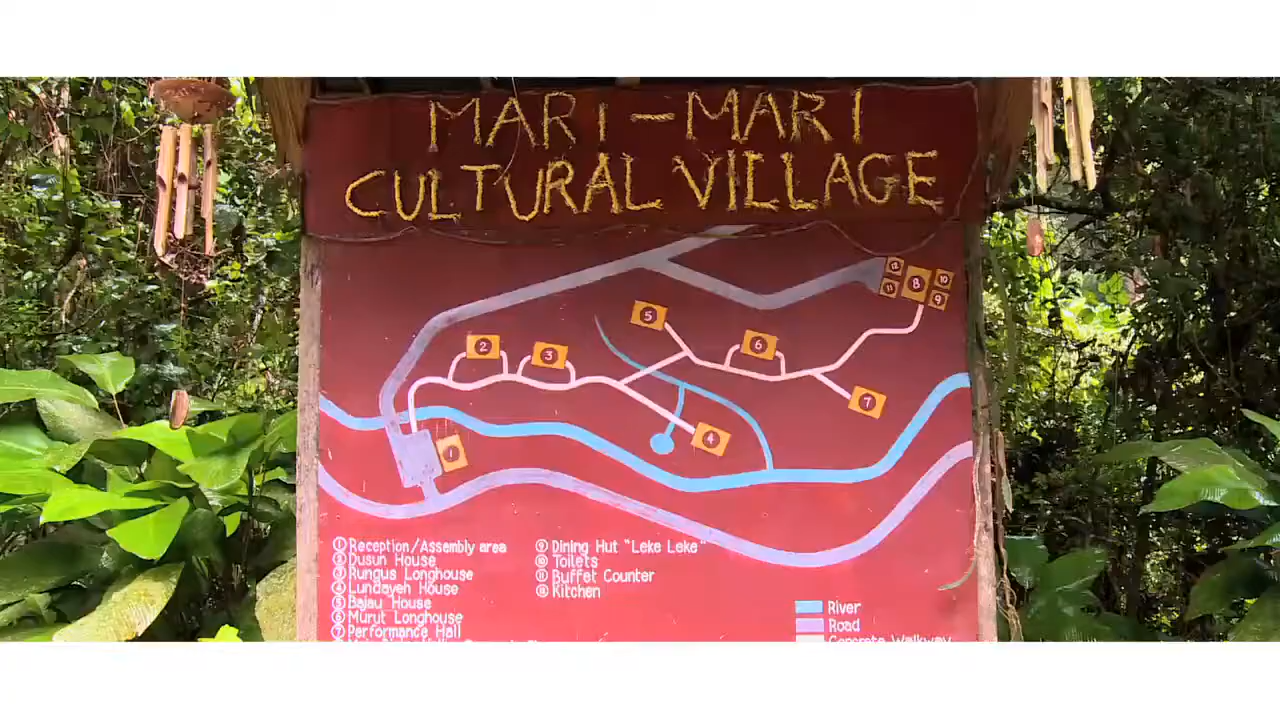 MARI-MARI
CULTURAL VILLAGE
5
2
3
6
12
11
8
10
9
7
4
1
1 Reception/Assembly area
2 Dusun House
3 Rungus Longhouse
4 Lundayeh House
5 Bajau House
6 Murut Longhouse
7 Performance Hall
9 Dining Hut "Leke Leke"
10 Toilets
11 Buffet Counter
12 Kitchen
River
Road
Concrete Walkway